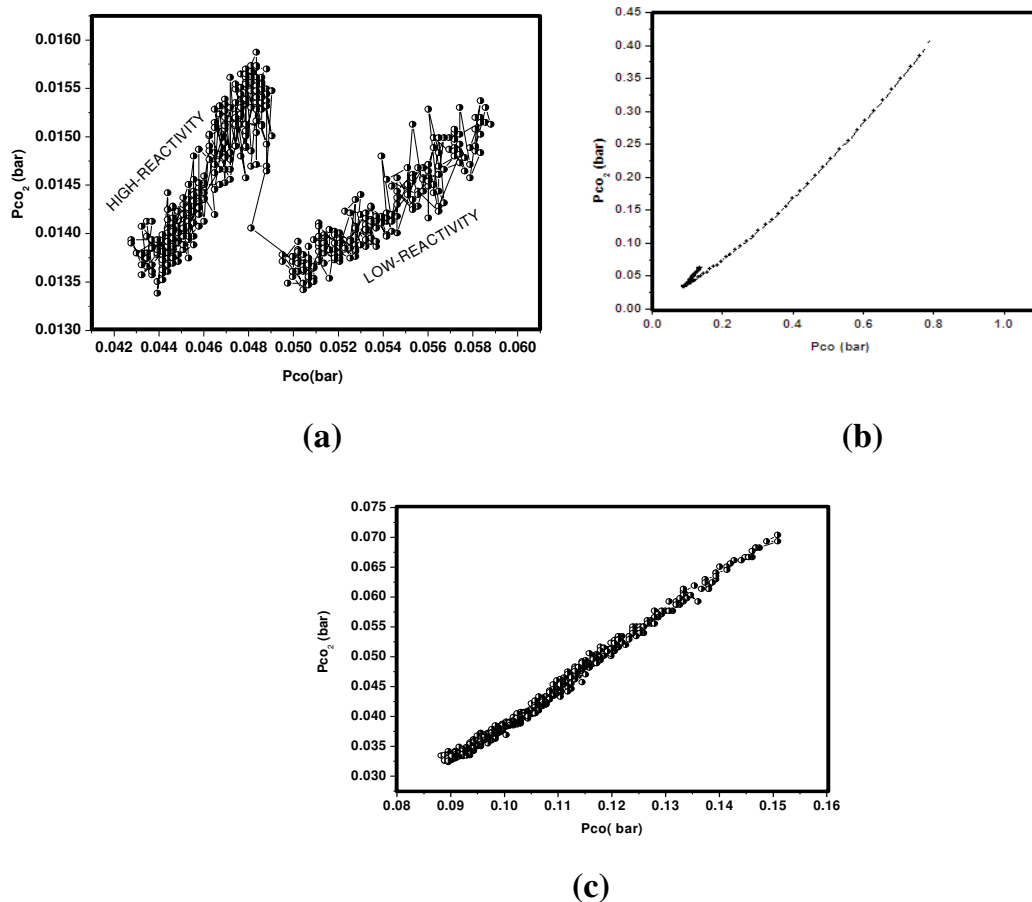 0.0160
0.0155
0.0150
0.0145
0.0140
0.0135
0.0130
Pco₂ (bar)
HIGH-REACTIVITY
LOW-REACTIVITY
0.042 0.044 0.046 0.048 0.050 0.052 0.054 0.056 0.058 0.060
Pco(bar)
(a)
0.45
0.40
0.35
0.30
0.25
0.20
0.15
0.10
0.05
0.00
Pco₂ (bar)
0.0 0.2 0.4 0.6 0.8 1.0
Pco (bar)
(b)
0.075
0.070
0.065
0.060
0.055
0.050
0.045
0.040
0.035
0.030
Pco₂ (bar)
0.08 0.09 0.10 0.11 0.12 0.13 0.14 0.15 0.16
Pco( bar)
(c)